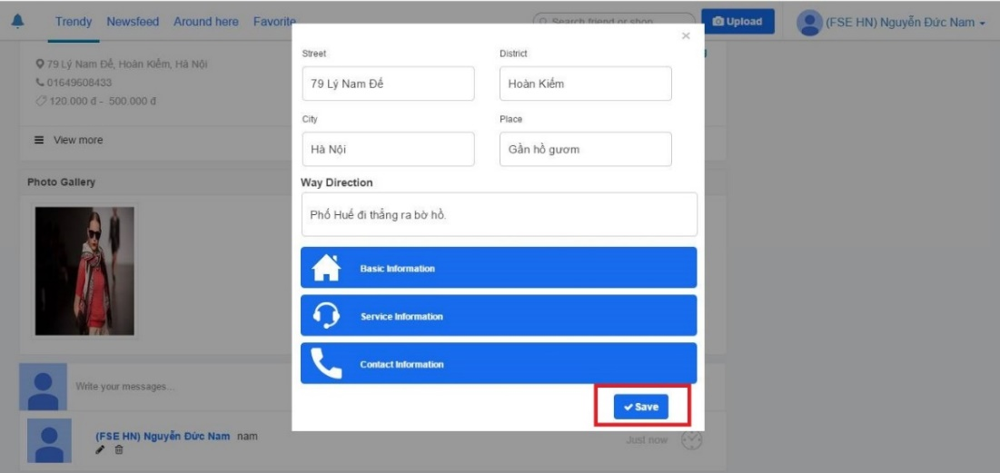 Trendy Newsfeed Around here Favorite
Search friend or shop
Upload
(FSE HN) Nguyễn Đức Nam
×
79 Lý Nam Đế, Hoàn Kiếm, Hà Nội
01649608433
120.000 đ - 500.000 đ
View more
Photo Gallery
Street
District
79 Lý Nam Đế
Hoàn Kiếm
City
Place
Hà Nội
Gần hồ gươm
Way Direction
Phố Huế đi thẳng ra bờ hồ.
Basic Information
Service Information
Contact Information
Save
Write your messages...
(FSE HN) Nguyễn Đức Nam nam
Just now